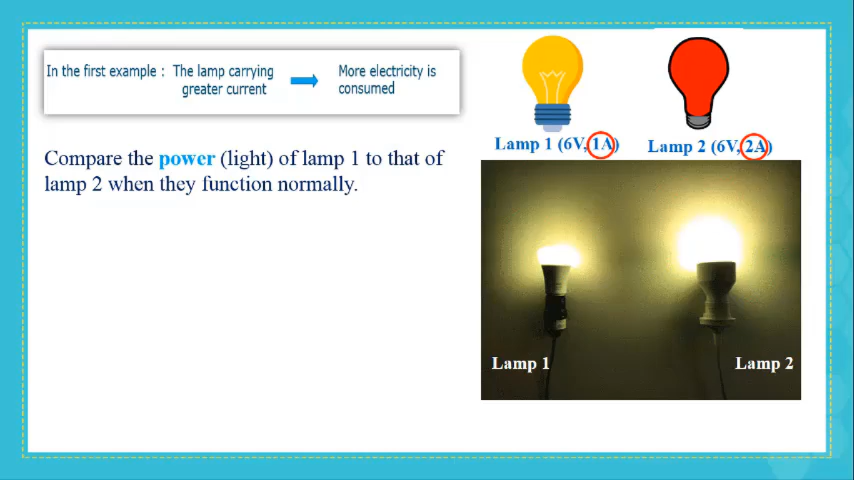 In the first example : The lamp carrying greater current
More electricity is consumed
Lamp 1 (6V, 1A)
Lamp 2 (6V, 2A)
Compare the power (light) of lamp 1 to that of
lamp 2 when they function normally.
Lamp 1
Lamp 2